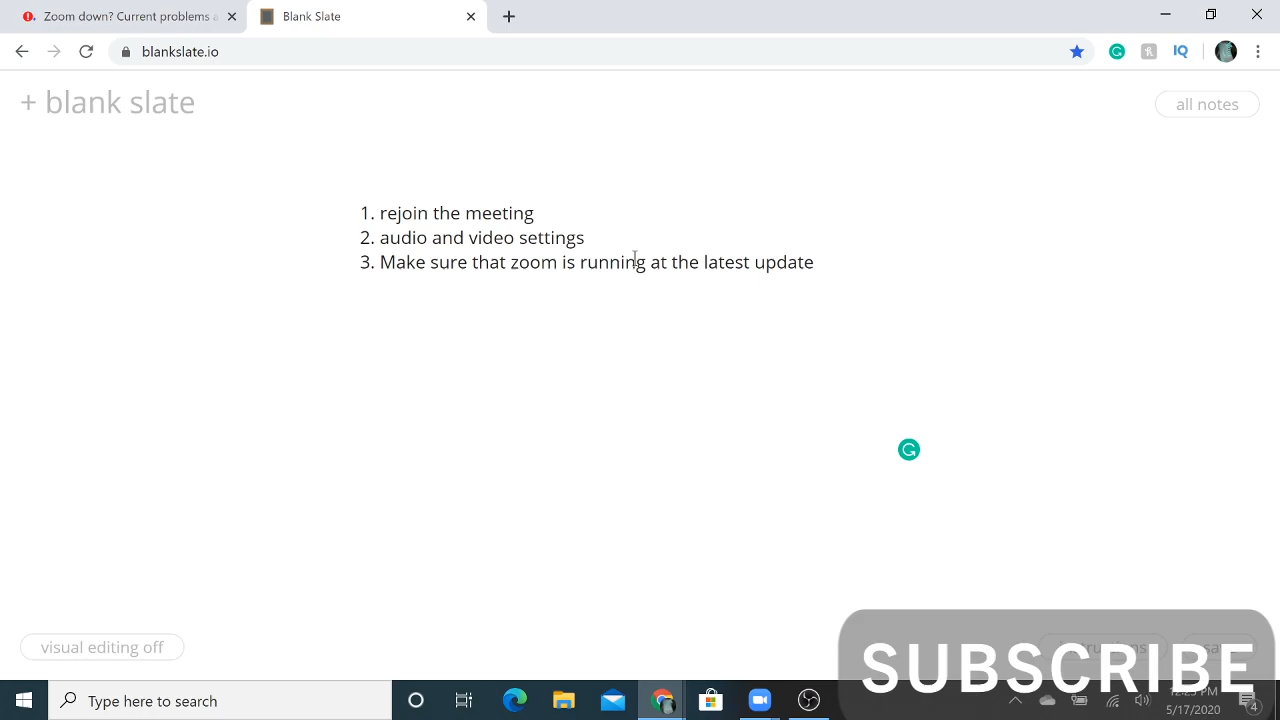 Zoom down? Current problems a
Blank Slate
blankslate.io
IQ
+ blank slate
all notes
1. rejoin the meeting
2. audio and video settings
3. Make sure that zoom is running at the latest update
visual editing off
SUBSCRIBE
Type here to search
5/17/2020
4